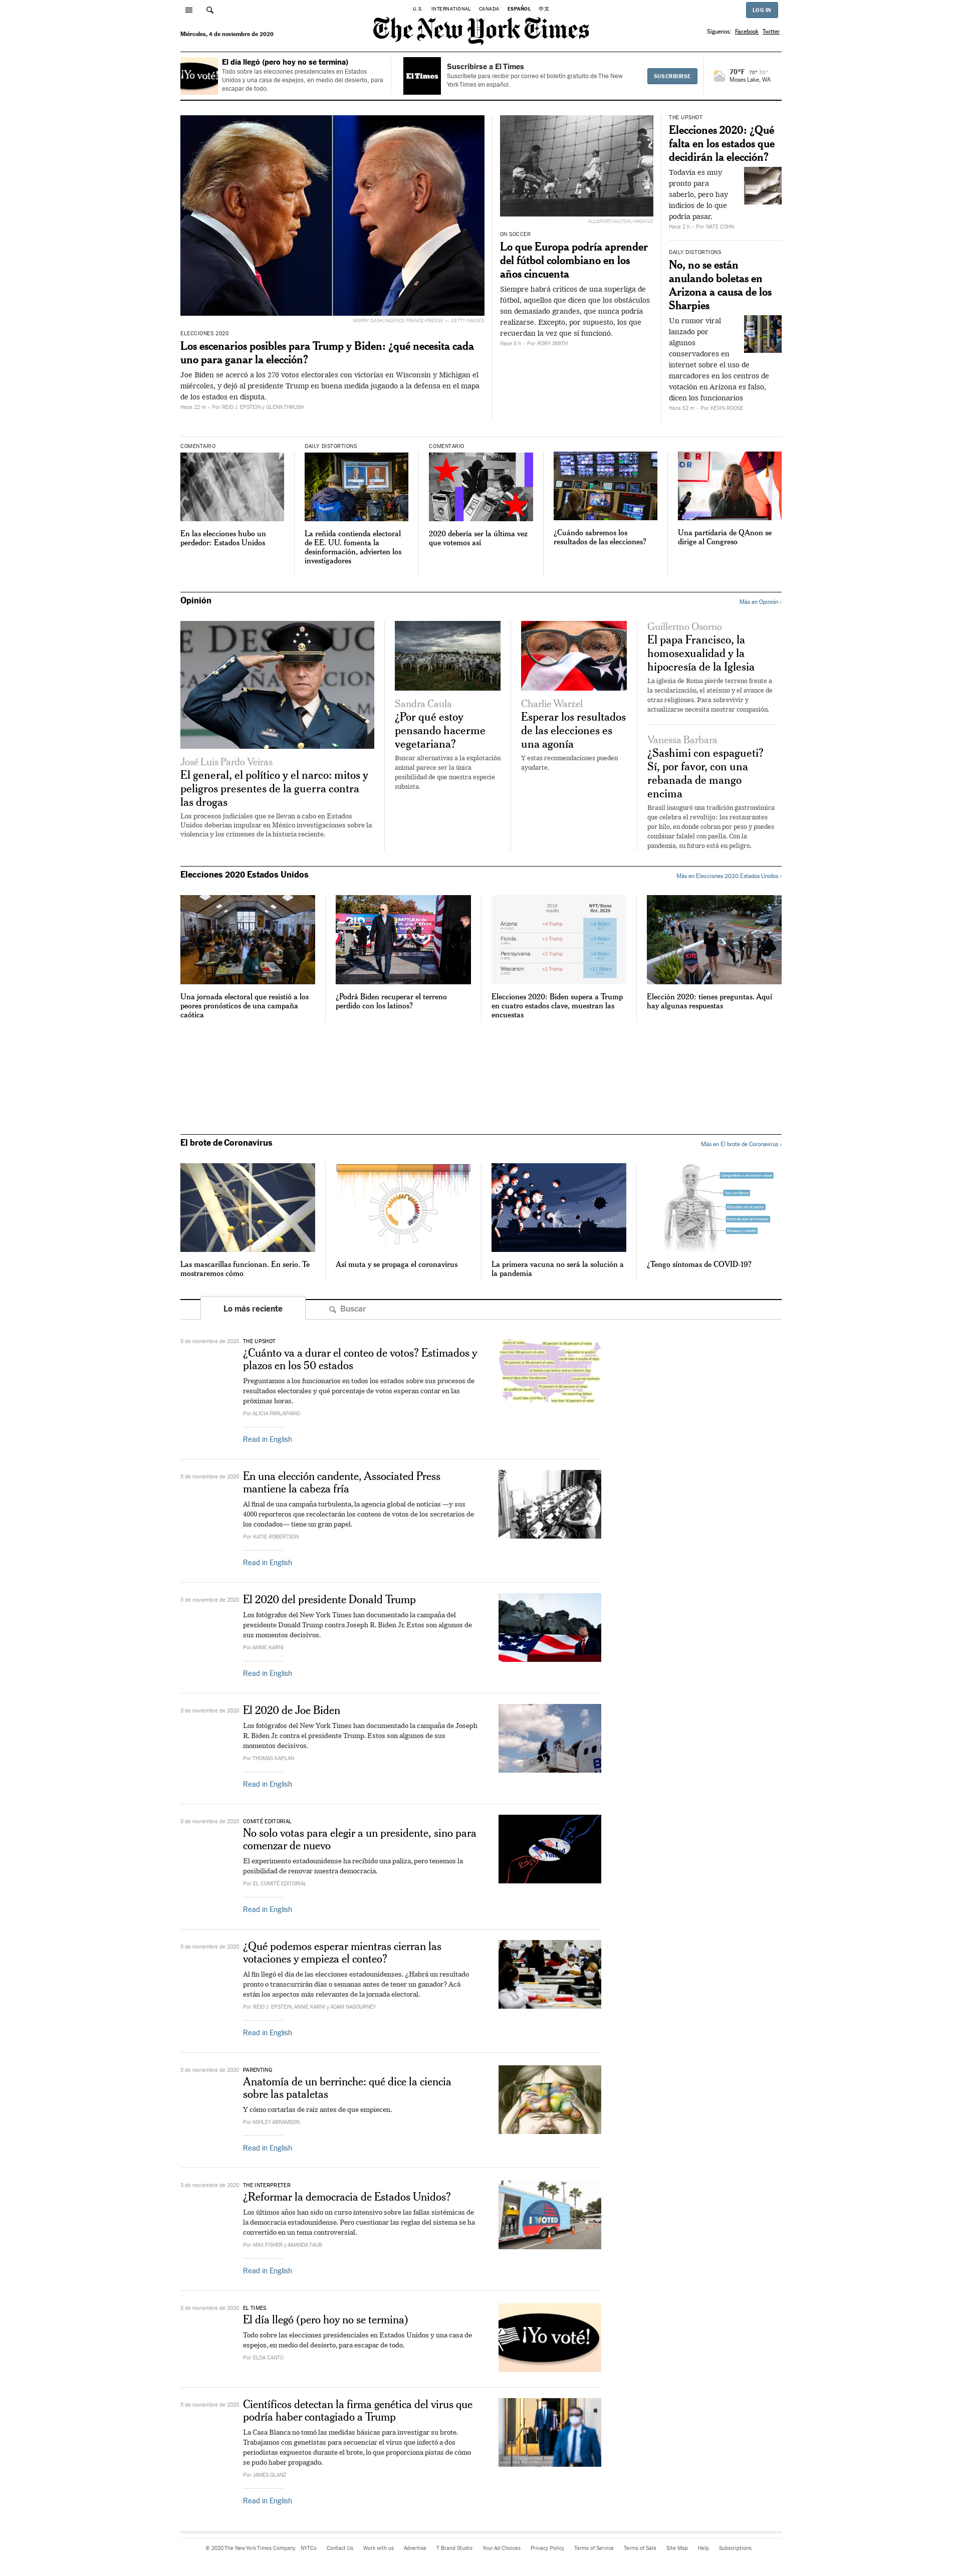 U.S. INTERNATIONAL CANADA ESPAÑOL 中文
LOG IN
The New York Times
Miércoles, 4 de noviembre de 2020
Síguenos: Facebook Twitter
¡Yo voté!
El día llegó (pero hoy no se termina)
Todo sobre las elecciones presidenciales en Estados
Unidos y una casa de espejos, en medio del desierto, para
escapar de todo.
El Times
Suscribirse a El Times
Suscríbete para recibir por correo el boletín gratuito de The New
York Times en español.
SUSCRIBIRSE
70°F 70° 55°
Moses Lake, WA
MORRY GASH/AGENCE FRANCE-PRESSE — GETTY IMAGES
ELECCIONES 2020
Los escenarios posibles para Trump y Biden: ¿qué necesita cada
uno para ganar la elección?
Joe Biden se acercó a los 270 votos electorales con victorias en Wisconsin y Michigan el
miércoles, y dejó al presidente Trump en buena medida jugando a la defensa en el mapa
de los estados en disputa.
Hace 22 m - Por REID J. EPSTEIN y GLENN THRUSH
ALLSPORT HULTON/ARCHIVE
ON SOCCER
Lo que Europa podría aprender
del fútbol colombiano en los
años cincuenta
Siempre habrá críticas de una superliga de
fútbol, aquellos que dicen que los obstáculos
son demasiado grandes, que nunca podría
realizarse. Excepto, por supuesto, los que
recuerdan la vez que sí funcionó.
Hace 5 h - Por RORY SMITH
THE UPSHOT
Elecciones 2020: ¿Qué
falta en los estados que
decidirán la elección?
Todavía es muy
pronto para
saberlo, pero hay
indicios de lo que
podría pasar.
Hace 2 h - Por NATE COHN
DAILY DISTORTIONS
No, no se están
anulando boletas en
Arizona a causa de los
Sharpies
Un rumor viral
lanzado por
algunos
conservadores en
internet sobre el uso de
marcadores en los centros de
votación en Arizona es falso,
dicen los funcionarios
Hace 52 m - Por KEVIN ROOSE
COMENTARIO
En las elecciones hubo un
perdedor: Estados Unidos
DAILY DISTORTIONS
La reñida contienda electoral
de EE. UU. fomenta la
desinformación, advierten los
investigadores
COMENTARIO
2020 debería ser la última vez
que votemos así
¿Cuándo sabremos los
resultados de las elecciones?
Una partidaria de QAnon se
dirige al Congreso
Opinión
Más en Opinión ›
José Luis Pardo Veiras
El general, el político y el narco: mitos y
peligros presentes de la guerra contra
las drogas
Los procesos judiciales que se llevan a cabo en Estados
Unidos deberían impulsar en México investigaciones sobre la
violencia y los crímenes de la historia reciente.
Sandra Caula
¿Por qué estoy
pensando hacerme
vegetariana?
Buscar alternativas a la explotación
animal parece ser la única
posibilidad de que nuestra especie
subsista.
Charlie Warzel
Esperar los resultados
de las elecciones es
una agonía
Y estas recomendaciones pueden
ayudarte.
Guillermo Osorno
El papa Francisco, la
homosexualidad y la
hipocresía de la Iglesia
La iglesia de Roma pierde terreno frente a
la secularización, el ateísmo y el avance de
otras religiones. Para sobrevivir y
actualizarse necesita mostrar compasión.
Vanessa Barbara
¿Sashimi con espagueti?
Sí, por favor, con una
rebanada de mango
encima
Brasil inauguró una tradición gastronómica
que celebra el revoltijo: los restaurantes
por kilo, en donde cobran por peso y puedes
combinar falafel con paella. Con la
pandemia, su futuro está en peligro.
Elecciones 2020 Estados Unidos
Más en Elecciones 2020 Estados Unidos ›
Una jornada electoral que resistió a los
peores pronósticos de una campaña
caótica
¿Podrá Biden recuperar el terreno
perdido con los latinos?
2016 results NYT/Siena Oct. 2020
Arizona +4 Trump
Florida +1 Trump +3 Biden
Pennsylvania +1 Trump +6 Biden
Wisconsin +1 Trump +11 Biden
Elecciones 2020: Biden supera a Trump
en cuatro estados clave, muestran las
encuestas
VOTE
Elección 2020: tienes preguntas. Aquí
hay algunas respuestas
El brote de Coronavirus
Más en El brote de Coronavirus ›
Las mascarillas funcionan. En serio. Te
mostraremos cómo
Así muta y se propaga el coronavirus
La primera vacuna no será la solución a
la pandemia
¿Tengo síntomas de COVID-19?
Lo más reciente
Buscar
3 de noviembre de 2020 THE UPSHOT
¿Cuánto va a durar el conteo de votos? Estimados y
plazos en los 50 estados
Preguntamos a los funcionarios en todos los estados sobre sus procesos de
resultados electorales y qué porcentaje de votos esperan contar en las
próximas horas.
Por ALICIA PARLAPIANO
Read in English
3 de noviembre de 2020 En una elección candente, Associated Press
mantiene la cabeza fría
Al final de una campaña turbulenta, la agencia global de noticias —y sus
4000 reporteros que recolectarán los conteos de votos de los secretarios de
los condados— tiene un gran papel.
Por KATIE ROBERTSON
Read in English
3 de noviembre de 2020 El 2020 del presidente Donald Trump
Los fotógrafos del New York Times han documentado la campaña del
presidente Donald Trump contra Joseph R. Biden Jr. Estos son algunos de
sus momentos decisivos.
Por ANNIE KARNI
Read in English
3 de noviembre de 2020 El 2020 de Joe Biden
Los fotógrafos del New York Times han documentado la campaña de Joseph
R. Biden Jr. contra el presidente Trump. Estos son algunos de sus
momentos decisivos.
Por THOMAS KAPLAN
Read in English
3 de noviembre de 2020 COMITÉ EDITORIAL
No solo votas para elegir a un presidente, sino para
comenzar de nuevo
El experimento estadounidense ha recibido una paliza, pero tenemos la
posibilidad de renovar nuestra democracia.
Por EL COMITÉ EDITORIAL
Read in English
3 de noviembre de 2020 ¿Qué podemos esperar mientras cierran las
votaciones y empieza el conteo?
Al fin llegó el día de las elecciones estadounidenses. ¿Habrá un resultado
pronto o transcurrirán días o semanas antes de tener un ganador? Acá
están los aspectos más relevantes de la jornada electoral.
Por REID J. EPSTEIN, ANNIE KARNI y ADAM NAGOURNEY
Read in English
3 de noviembre de 2020 PARENTING
Anatomía de un berrinche: qué dice la ciencia
sobre las pataletas
Y cómo cortarlas de raíz antes de que empiecen.
Por ASHLEY ABRAMSON
Read in English
3 de noviembre de 2020 THE INTERPRETER
¿Reformar la democracia de Estados Unidos?
Los últimos años han sido un curso intensivo sobre las fallas sistémicas de
la democracia estadounidense. Pero cuestionar las reglas del sistema se ha
convertido en un tema controversial.
Por MAX FISHER y AMANDA TAUB
I VOTED
Read in English
3 de noviembre de 2020 EL TIMES
El día llegó (pero hoy no se termina)
Todo sobre las elecciones presidenciales en Estados Unidos y una casa de
espejos, en medio del desierto, para escapar de todo.
Por ELDA CANTÚ
¡Yo voté!
3 de noviembre de 2020 Científicos detectan la firma genética del virus que
podría haber contagiado a Trump
La Casa Blanca no tomó las medidas básicas para investigar su brote.
Trabajamos con genetistas para secuenciar el virus que infectó a dos
periodistas expuestos durante el brote, lo que proporciona pistas de cómo
se pudo haber propagado.
Por JAMES GLANZ
Read in English
© 2020 The New York Times Company NYTCo Contact Us Work with us Advertise T Brand Studio Your Ad Choices Privacy Policy Terms of Service Terms of Sale Site Map Help Subscriptions